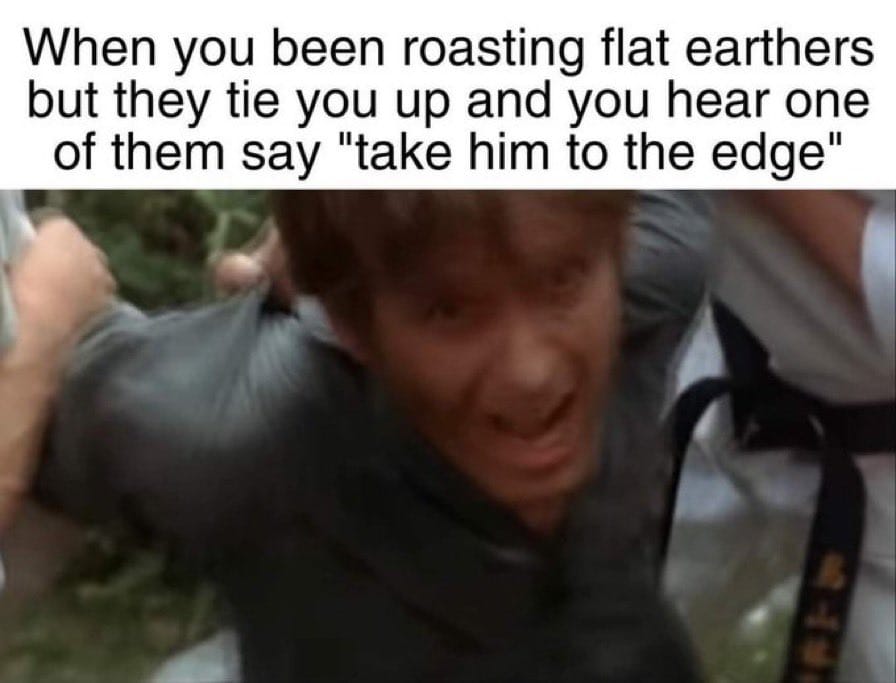 When you been roasting flat earthers
but they tie you up and you hear one
of them say "take him to the edge"